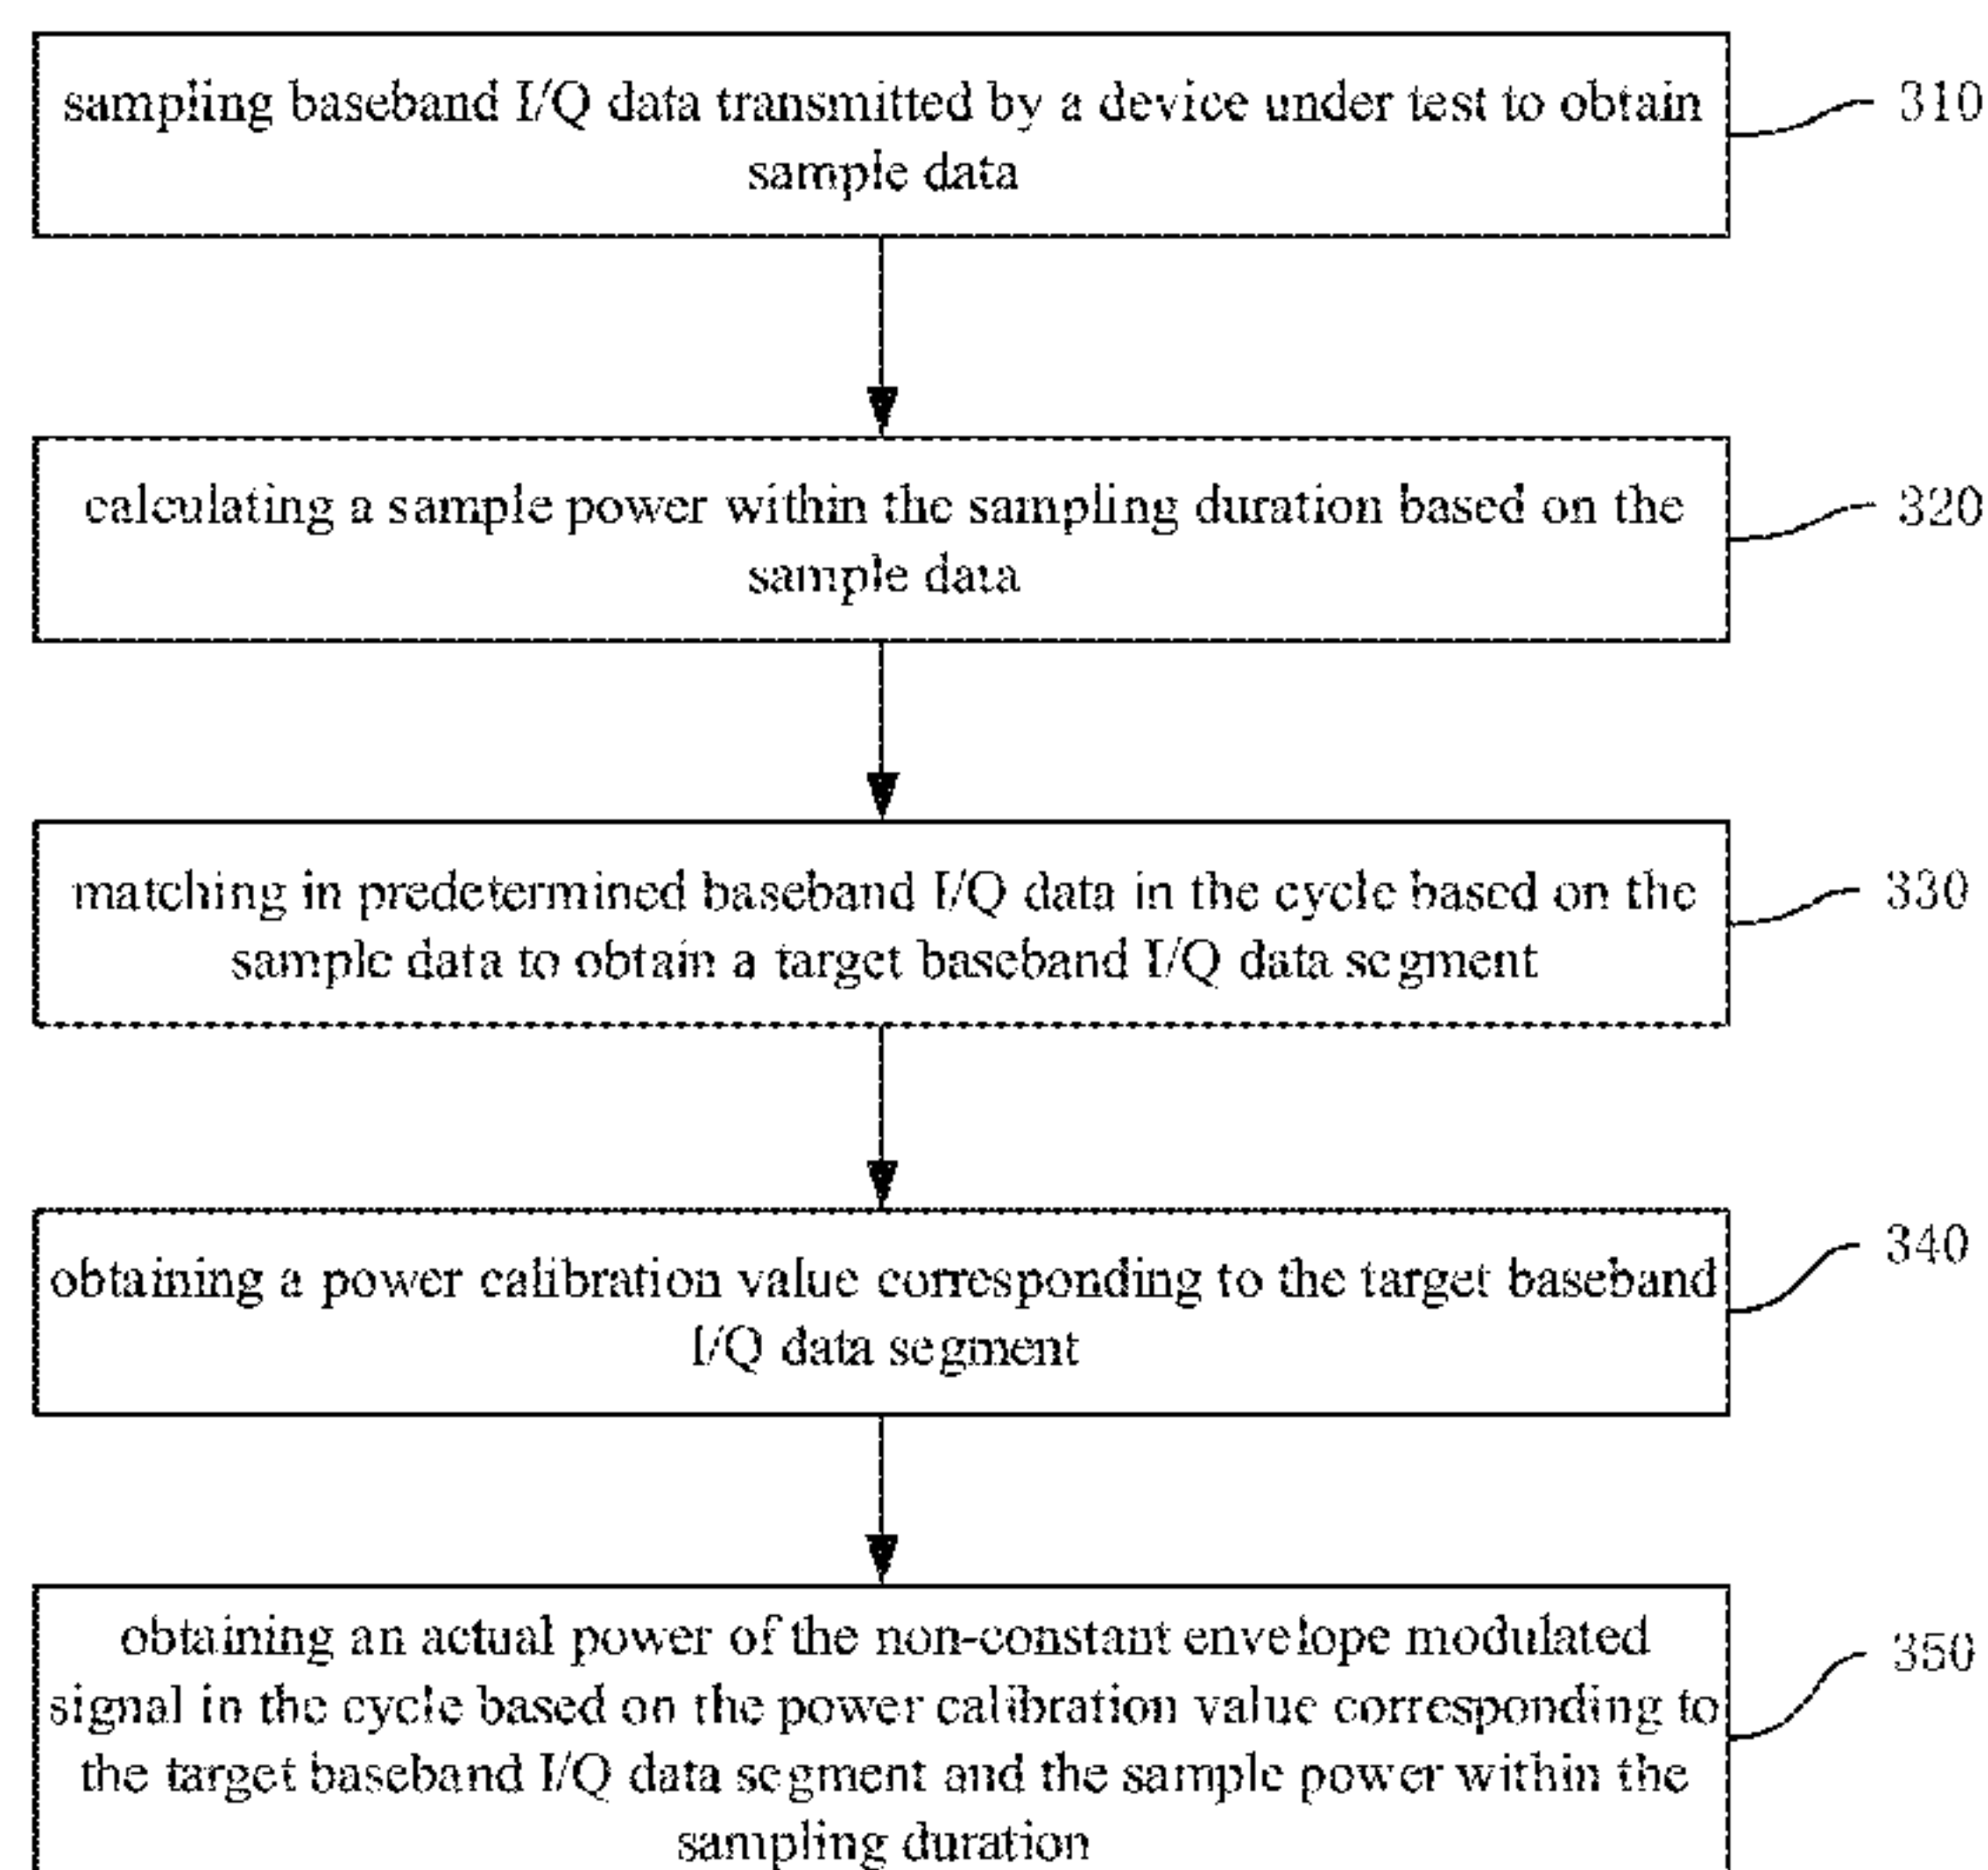 sampling baseband I/Q data transmitted by a device under test to obtain
sample data
310
calculating a sample power within the sampling duration based on the
sample data
320
matching in predetermined baseband I/Q data in the cycle based on the
sample data to obtain a target baseband I/Q data segment
330
obtaining a power calibration value corresponding to the target baseband
I/Q data segment
340
obtaining an actual power of the non-constant envelope modulated
signal in the cycle based on the power calibration value corresponding to
the target baseband I/Q data segment and the sample power within the
sampling duration
350